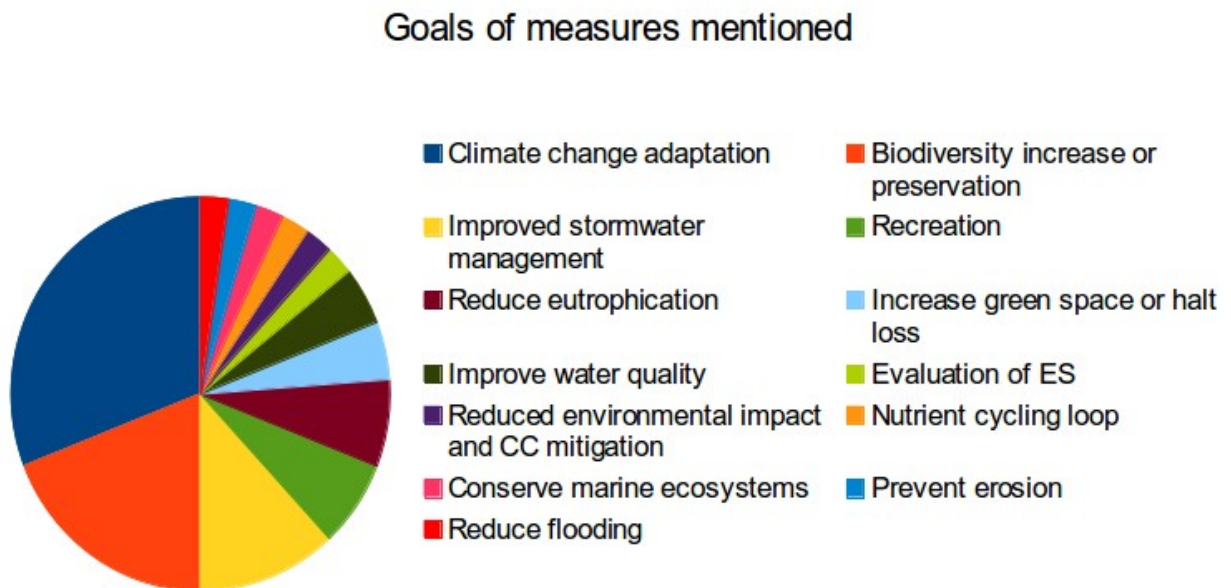 Goals of measures mentioned
Climate change adaptation
Biodiversity increase or
preservation
Improved stormwater
management
Recreation
Reduce eutrophication
Increase green space or halt
loss
Improve water quality
Evaluation of ES
Reduced environmental impact
and CC mitigation
Nutrient cycling loop
Conserve marine ecosystems
Prevent erosion
Reduce flooding